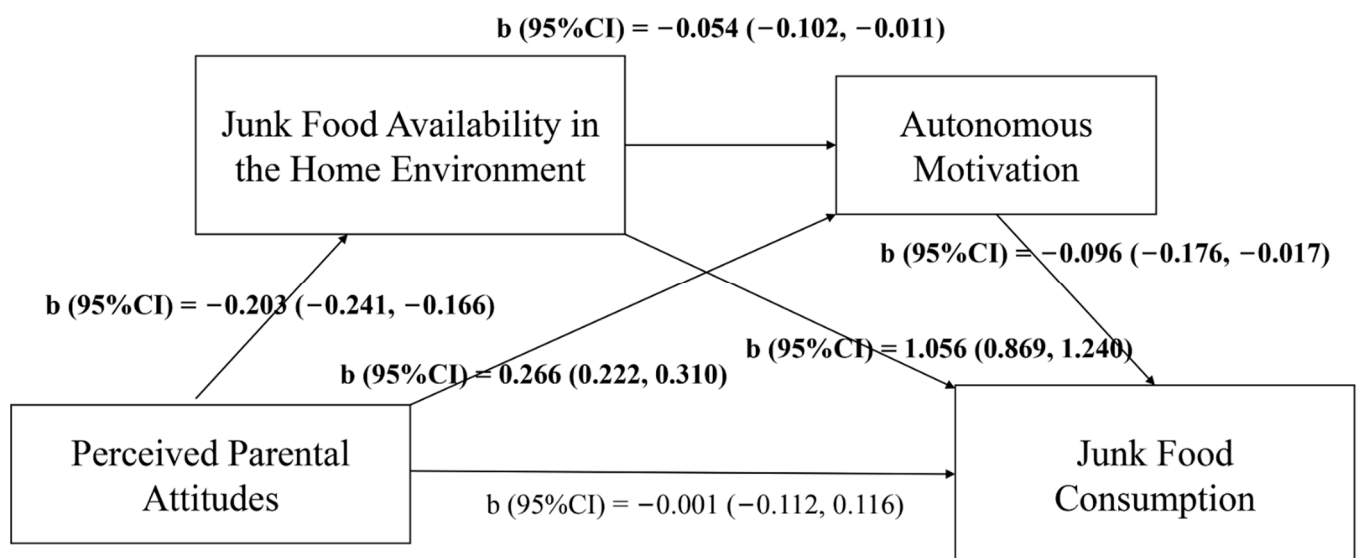 b (95%CI) = −0.054 (−0.102, −0.011)
Junk Food Availability in
the Home Environment
Autonomous
Motivation
b (95%CI) = −0.096 (−0.176, −0.017)
b (95%CI) = −0.203 (−0.241, −0.166)
b (95%CI) = 1.056 (0.869, 1.240)
b (95%CI) = 0.266 (0.222, 0.310)
Perceived Parental
Attitudes
Junk Food
Consumption
b (95%CI) = −0.001 (−0.112, 0.116)